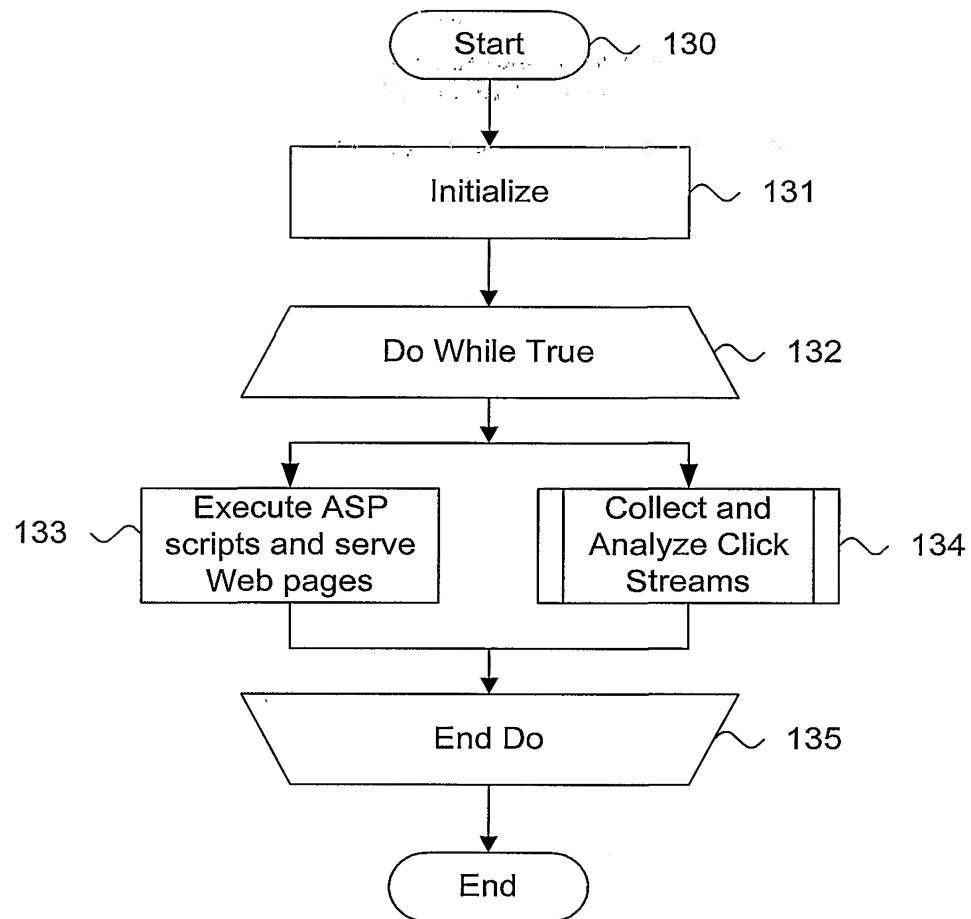 Start
130
Initialize
131
Do While True
132
133
Execute ASP
scripts and serve
Web pages
Collect and
Analyze Click
Streams
134
End Do
135
End